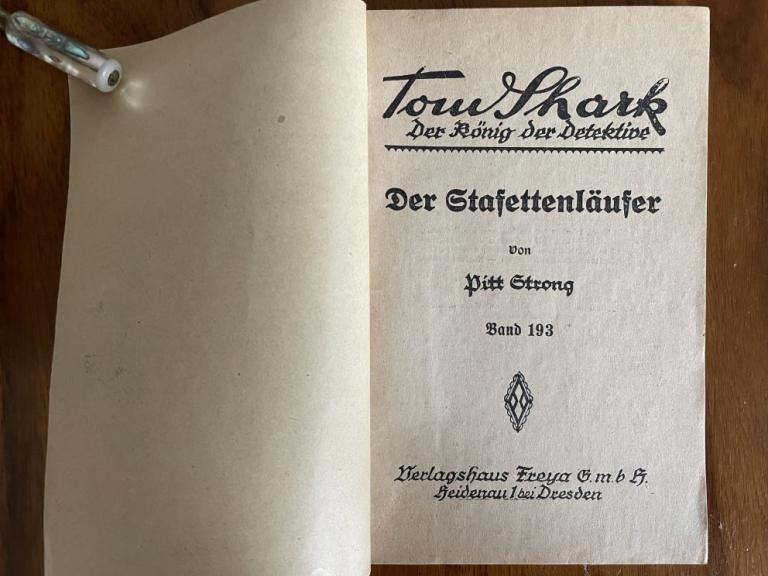 Tom Shark
Der König der Detektive
Der Stafettenläufer
von
Pitt Strong
Band 193
Verlagshaus Freya G.m.b H.
Heidenau 1 bei Dresden